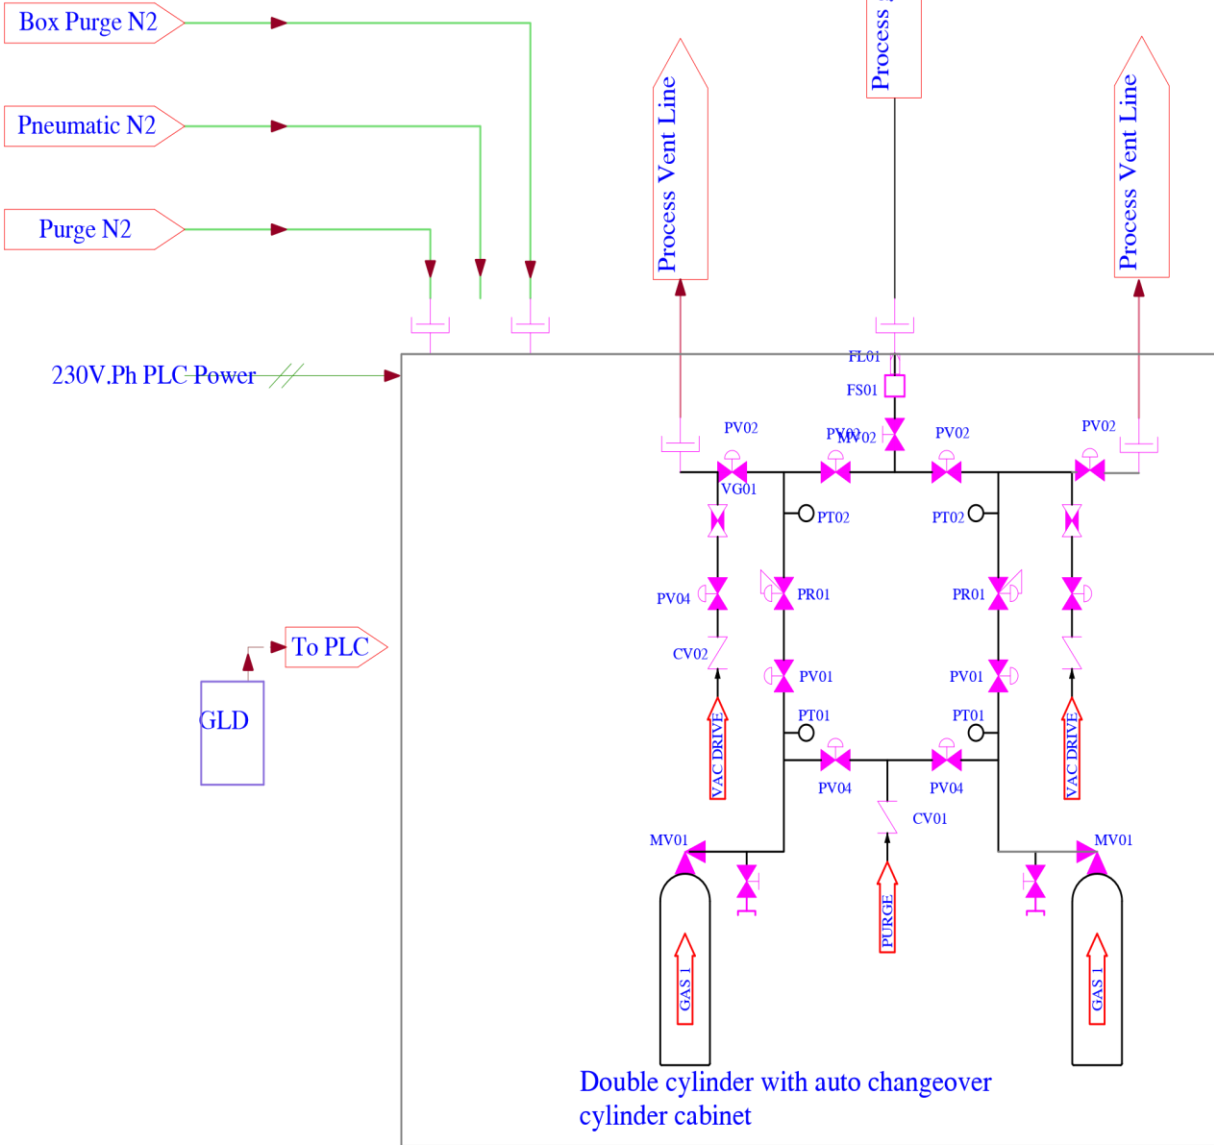 Box Purge N2
Pneumatic N2
Purge N2
230V.Ph PLC Power
Process Vent Line
Process
Process Vent Line
FL01
FS01
PV02
PV02
MV02
PV02
PV02
VG01
PT02
PT02
PV04
PR01
PR01
CV02
PV01
PV01
To PLC
GLD
VAC DRIVE
PT01
PT01
VAC DRIVE
PV04
PV04
CV01
MV01
MV01
PURGE
GAS 1
GAS 1
Double cylinder with auto changeover
cylinder cabinet